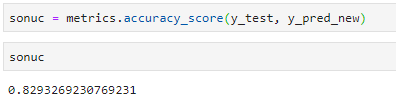 sonuc = metrics.accuracy_score(y_test, y_pred_new)
sonuc
0.8293269230769231